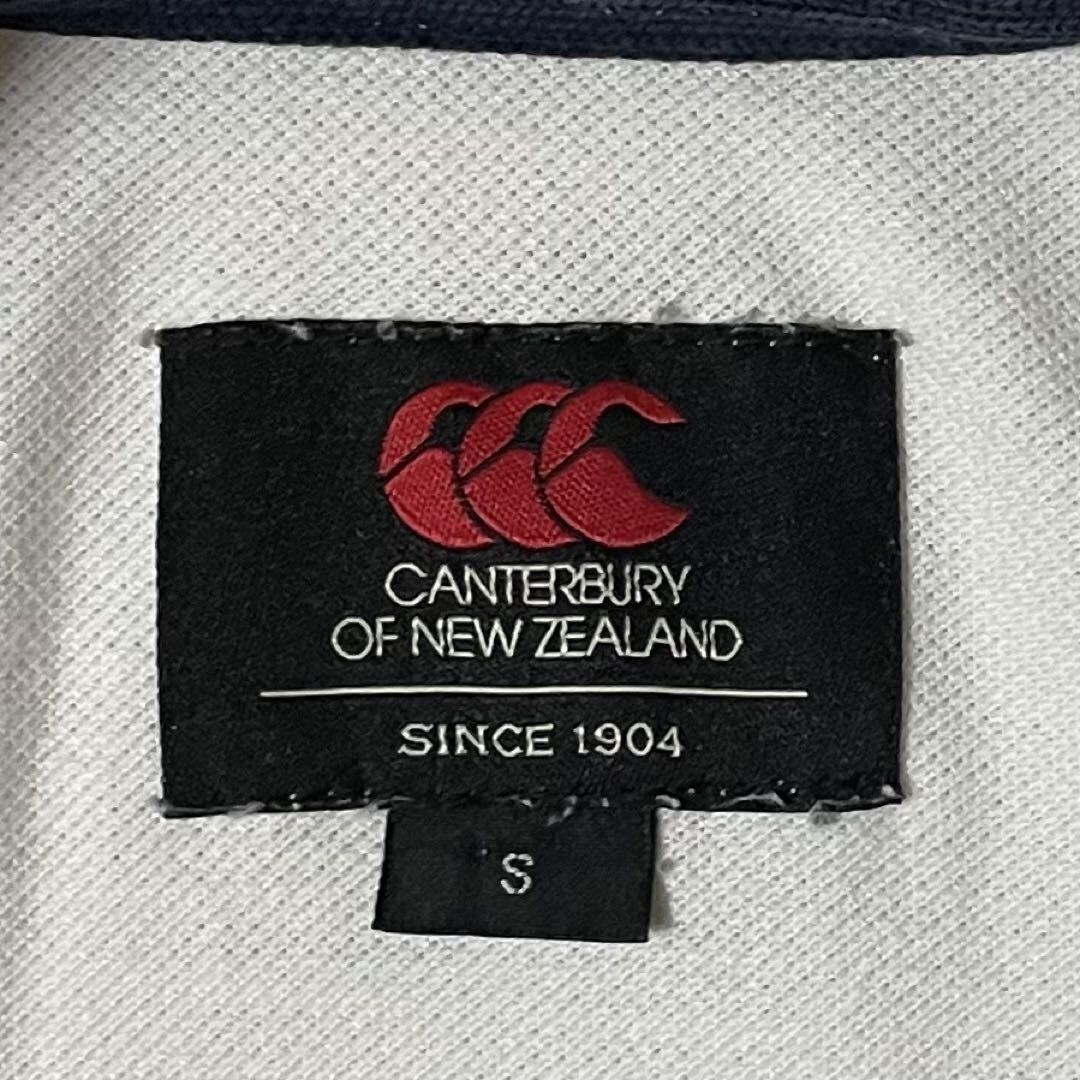 CANTERBURY
OF NEW ZEALAND
SINCE 1904
S